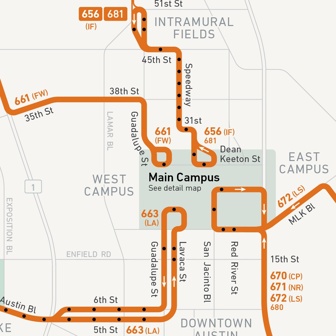 51st St
656 681
(IF)
INTRAMURAL
FIELDS
45th St
Speedway
38th St
661 (FW)
35th St
LAMAR BL
Guadalupe St
31st
661
(FW)
656 (IF)
681
Dean
Keeton St
EAST
CAMPUS
Main Campus
See detail map
WEST
CAMPUS
1
672 (LS)
MLK Bl
663
(LA)
EXPOSITION BL
ENFIELD RD
Guadalupe St
Lavaca St
San Jacinto Bl
Red River St
15th St
670 (CP)
671 (NR)
672 (LS)
680
Austin Bl
6th St
5th St
663 (LA)
DOWNTOWN
AUSTIN
KE